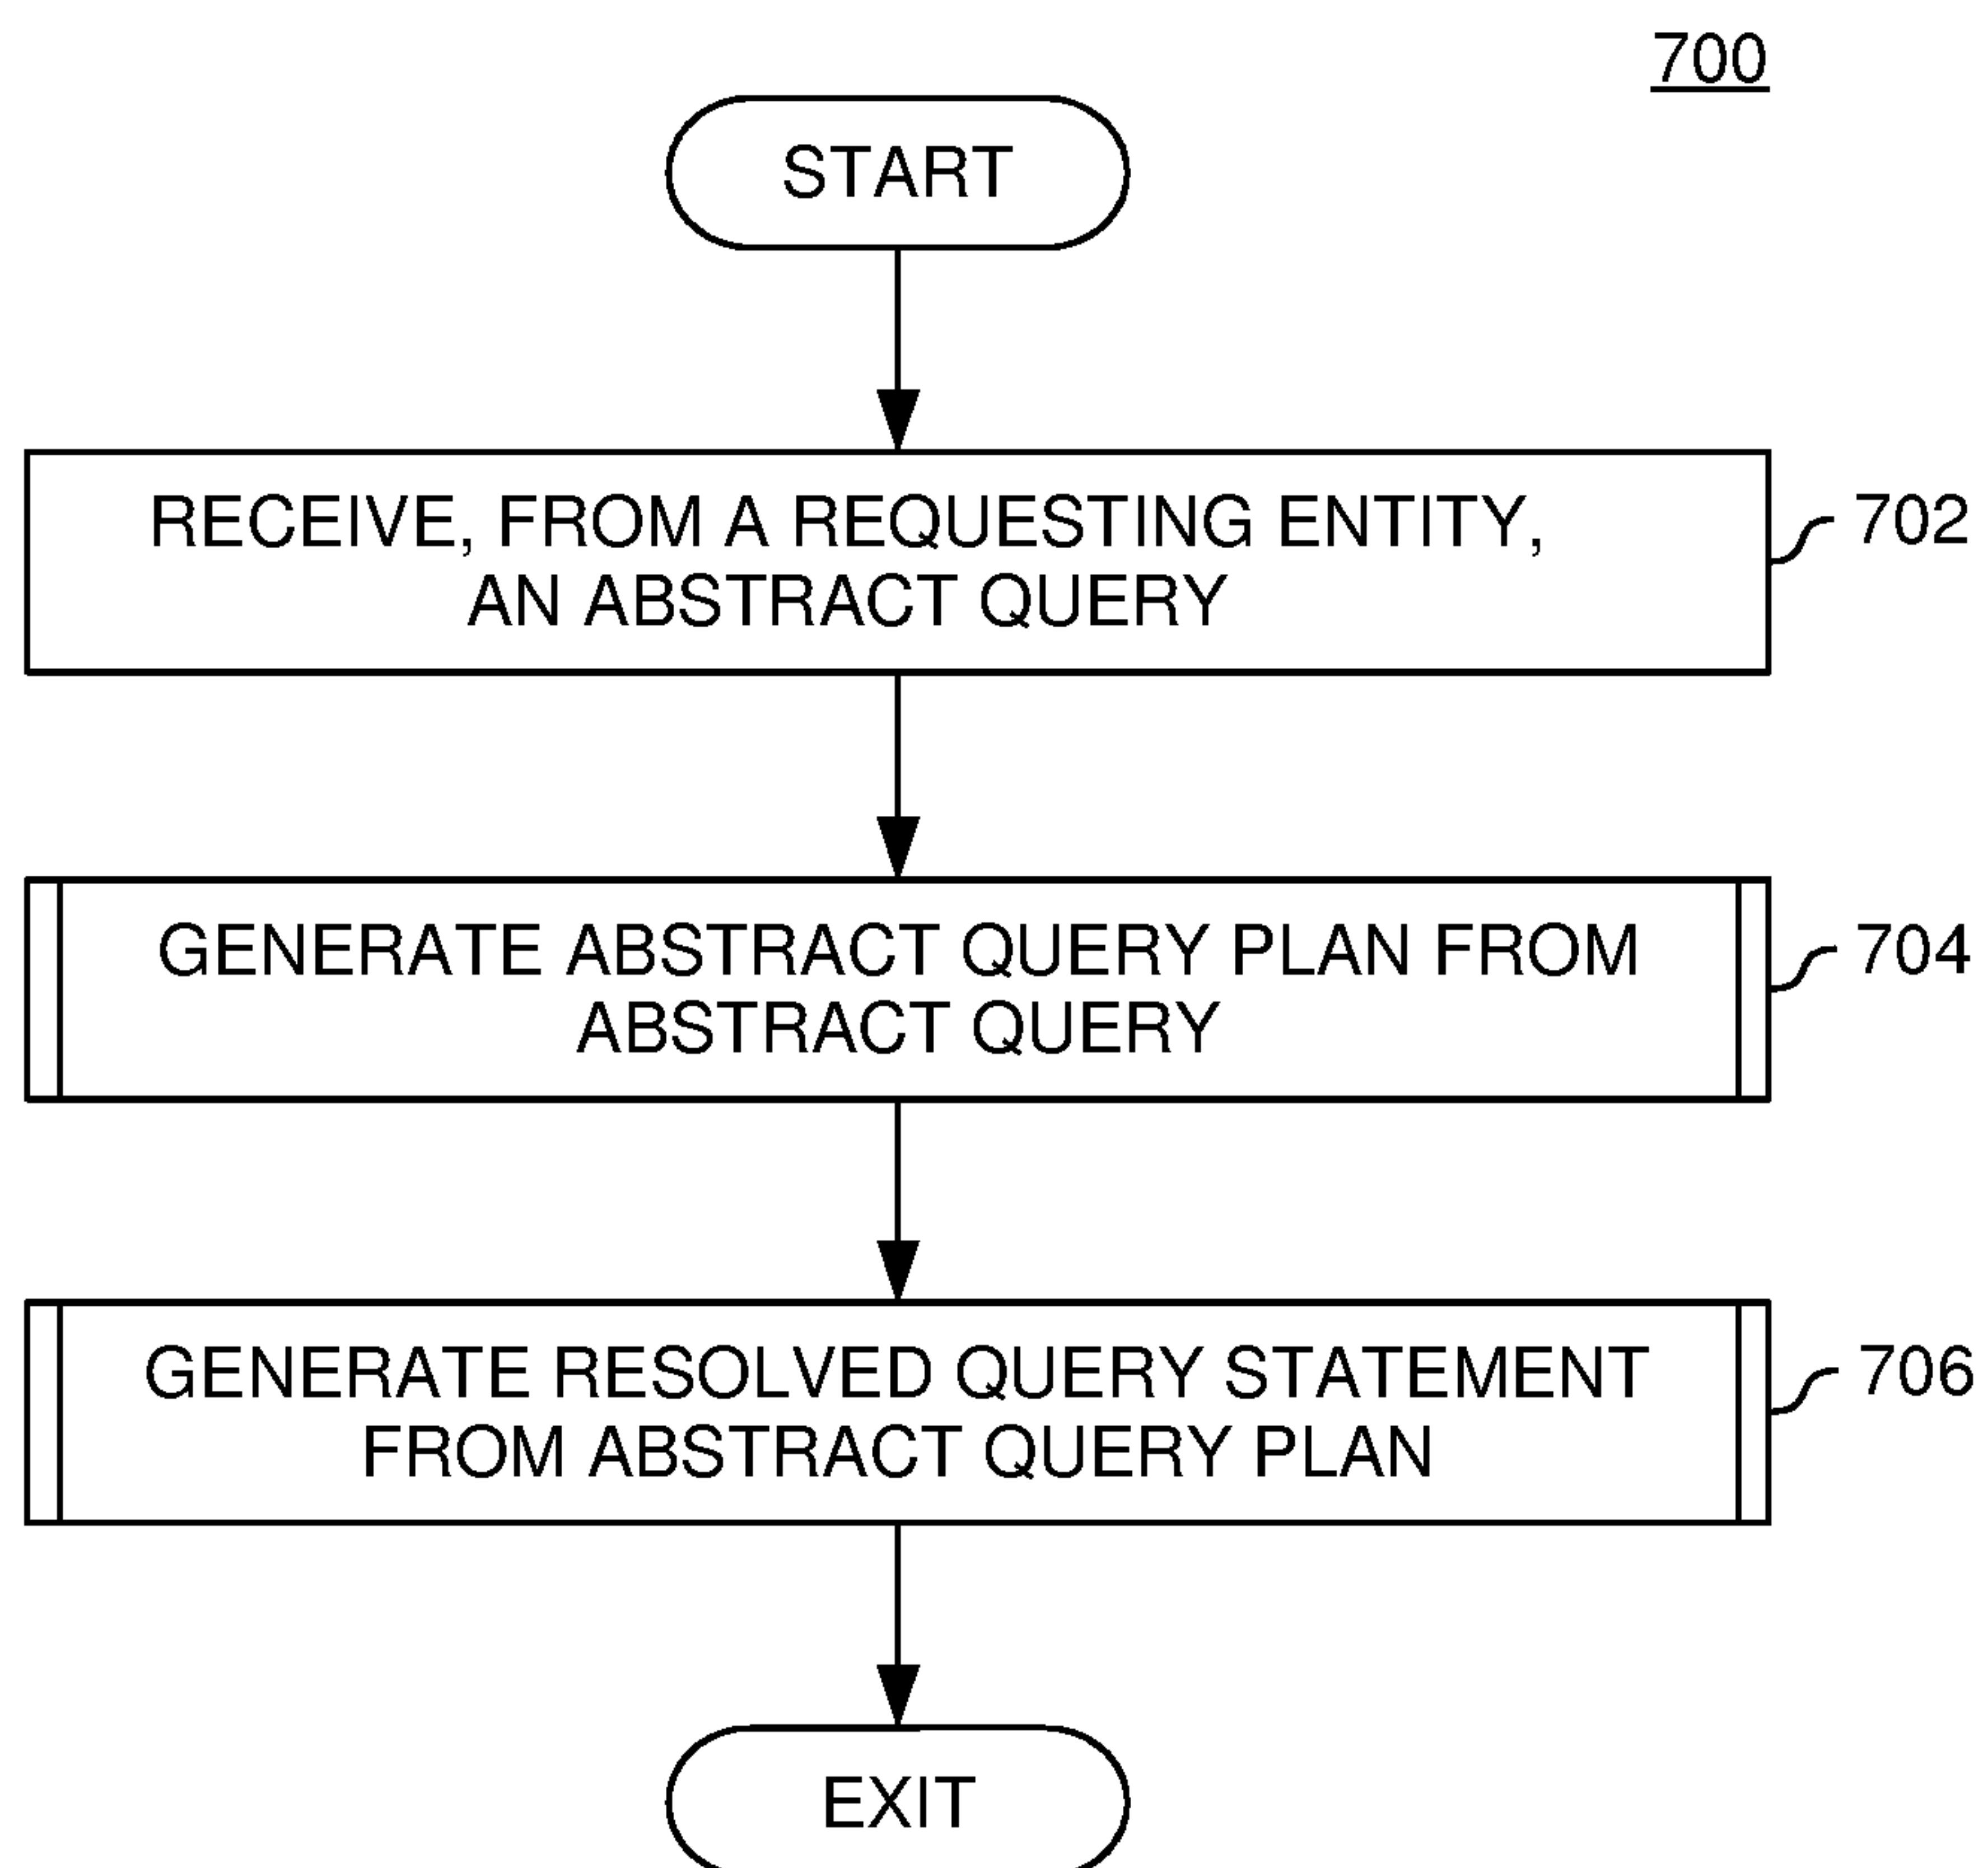 700
START
RECEIVE, FROM A REQUESTING ENTITY,
AN ABSTRACT QUERY
702
GENERATE ABSTRACT QUERY PLAN FROM
ABSTRACT QUERY
704
GENERATE RESOLVED QUERY STATEMENT
FROM ABSTRACT QUERY PLAN
706
EXIT